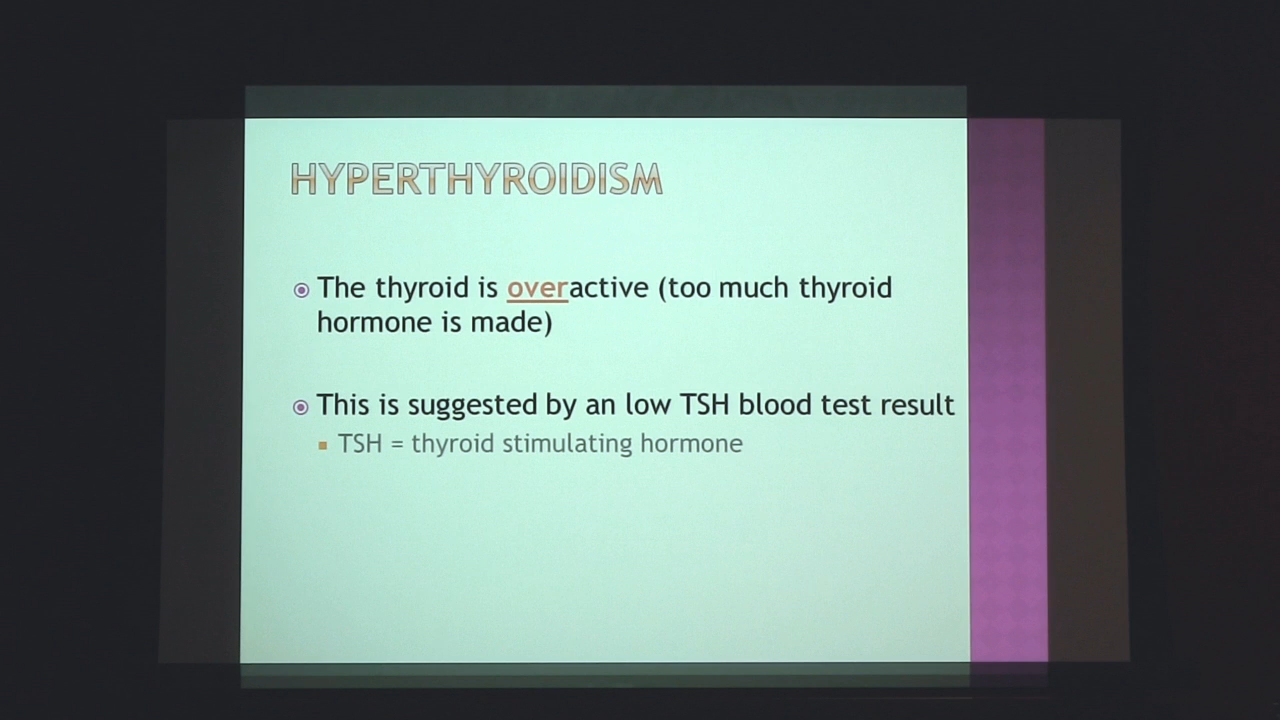 HYPERTHYROIDISM
The thyroid is overactive (too much thyroid
hormone is made)
This is suggested by an low TSH blood test result
TSH = thyroid stimulating hormone